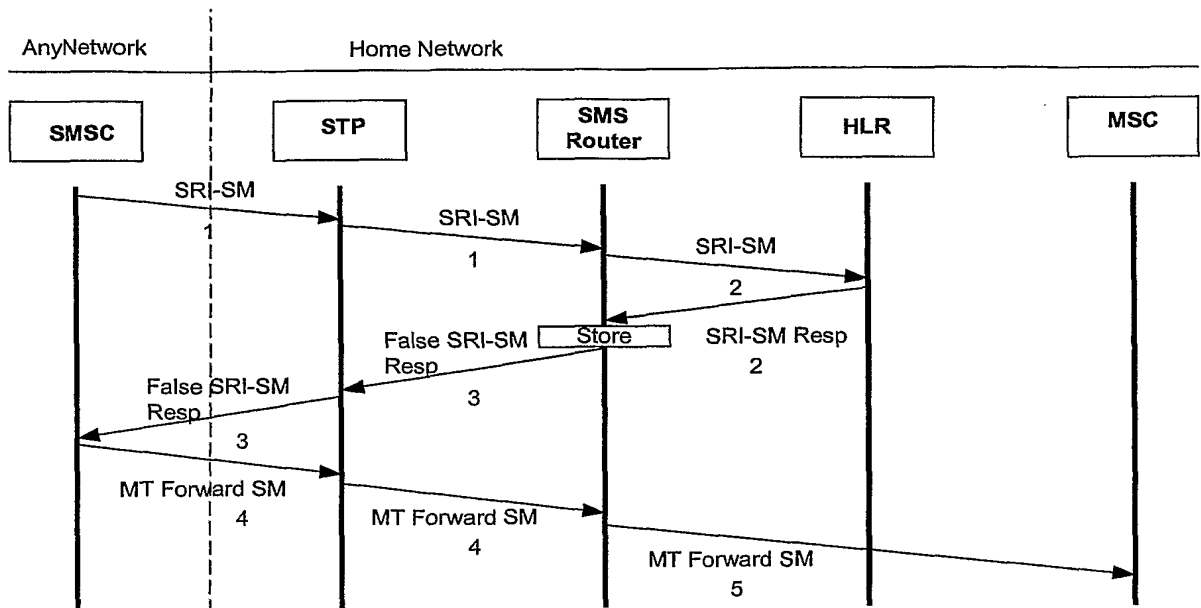 AnyNetwork
Home Network
SMSC
STP
SMS
Router
HLR
MSC
SRI-SM
1
SRI-SM
1
SRI-SM
2
Store
SRI-SM Resp
2
False SRI-SM
Resp
3
False SRI-SM
Resp
3
MT Forward SM
4
MT Forward SM
4
MT Forward SM
5